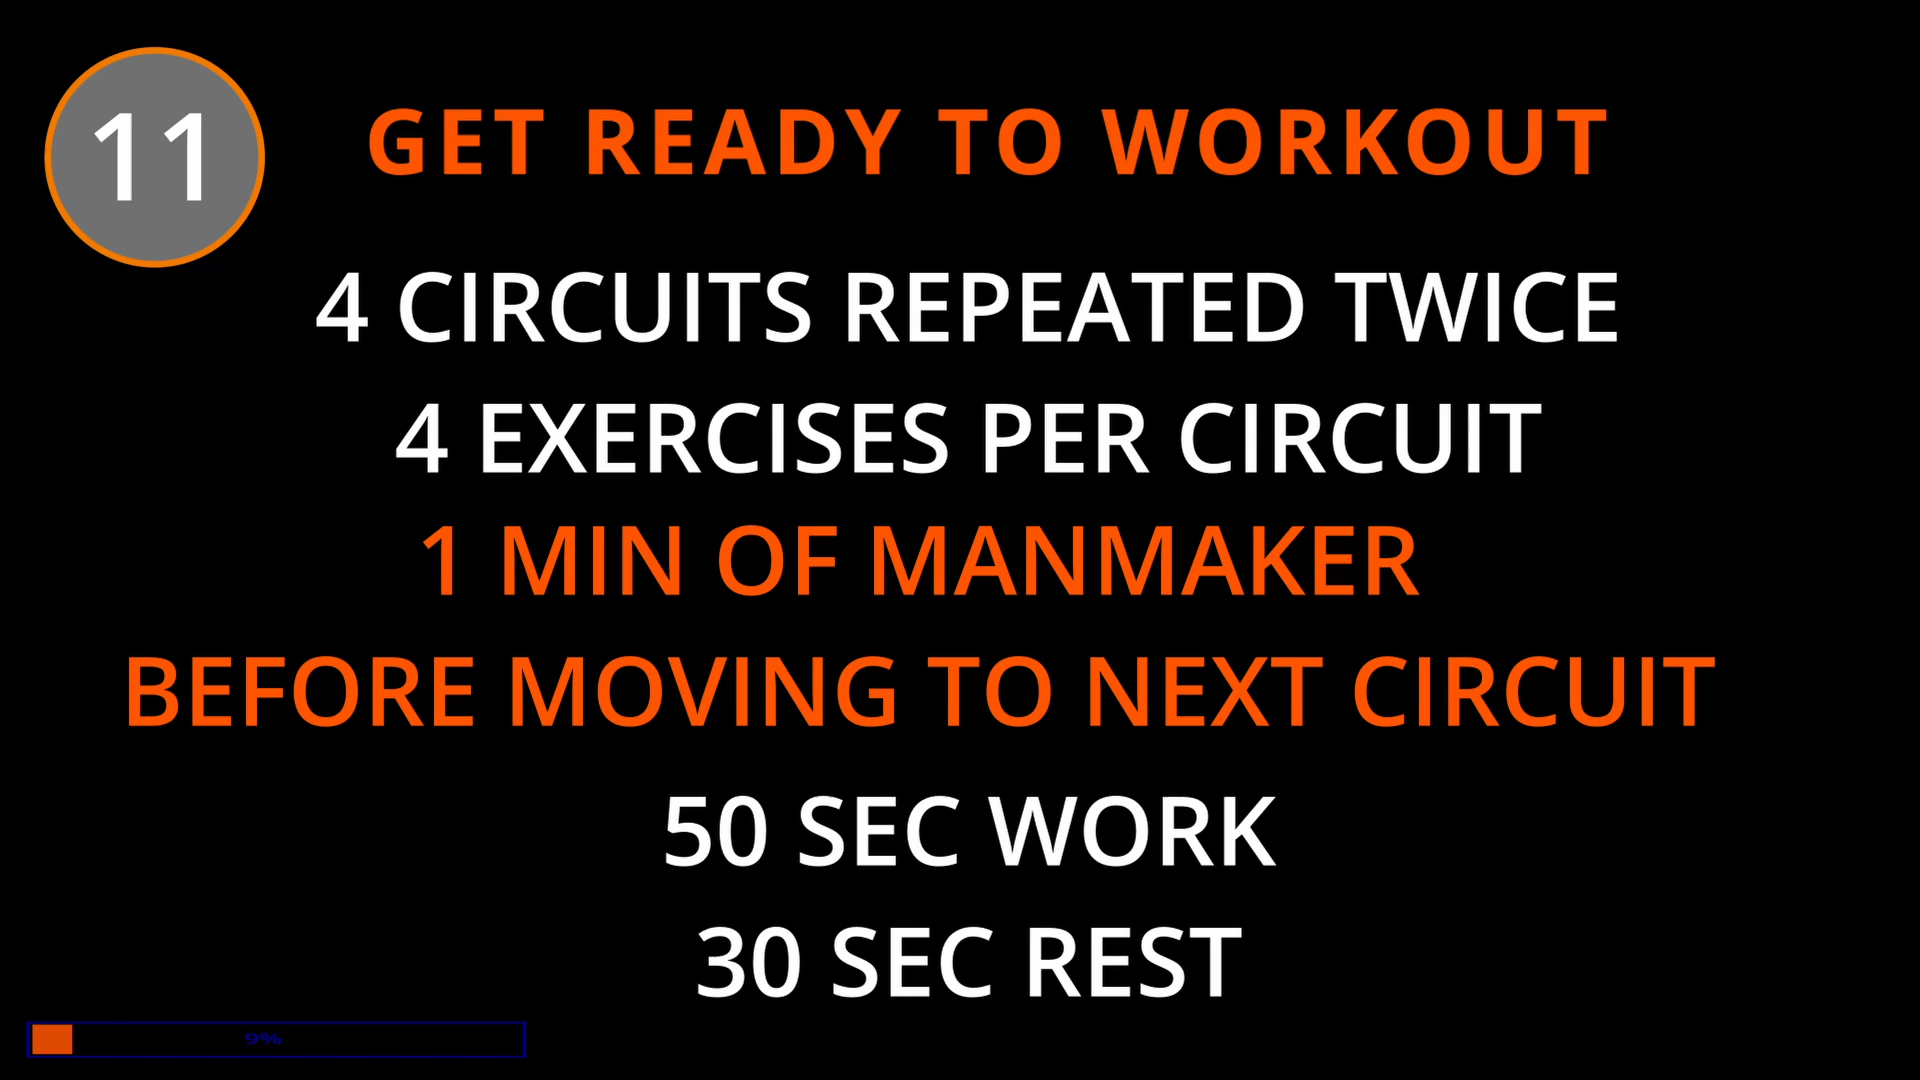 11
GET READY TO WORKOUT
4 CIRCUITS REPEATED TWICE
4 EXERCISES PER CIRCUIT
1 MIN OF MANMAKER
BEFORE MOVING TO NEXT CIRCUIT
50 SEC WORK
30 SEC REST
9%